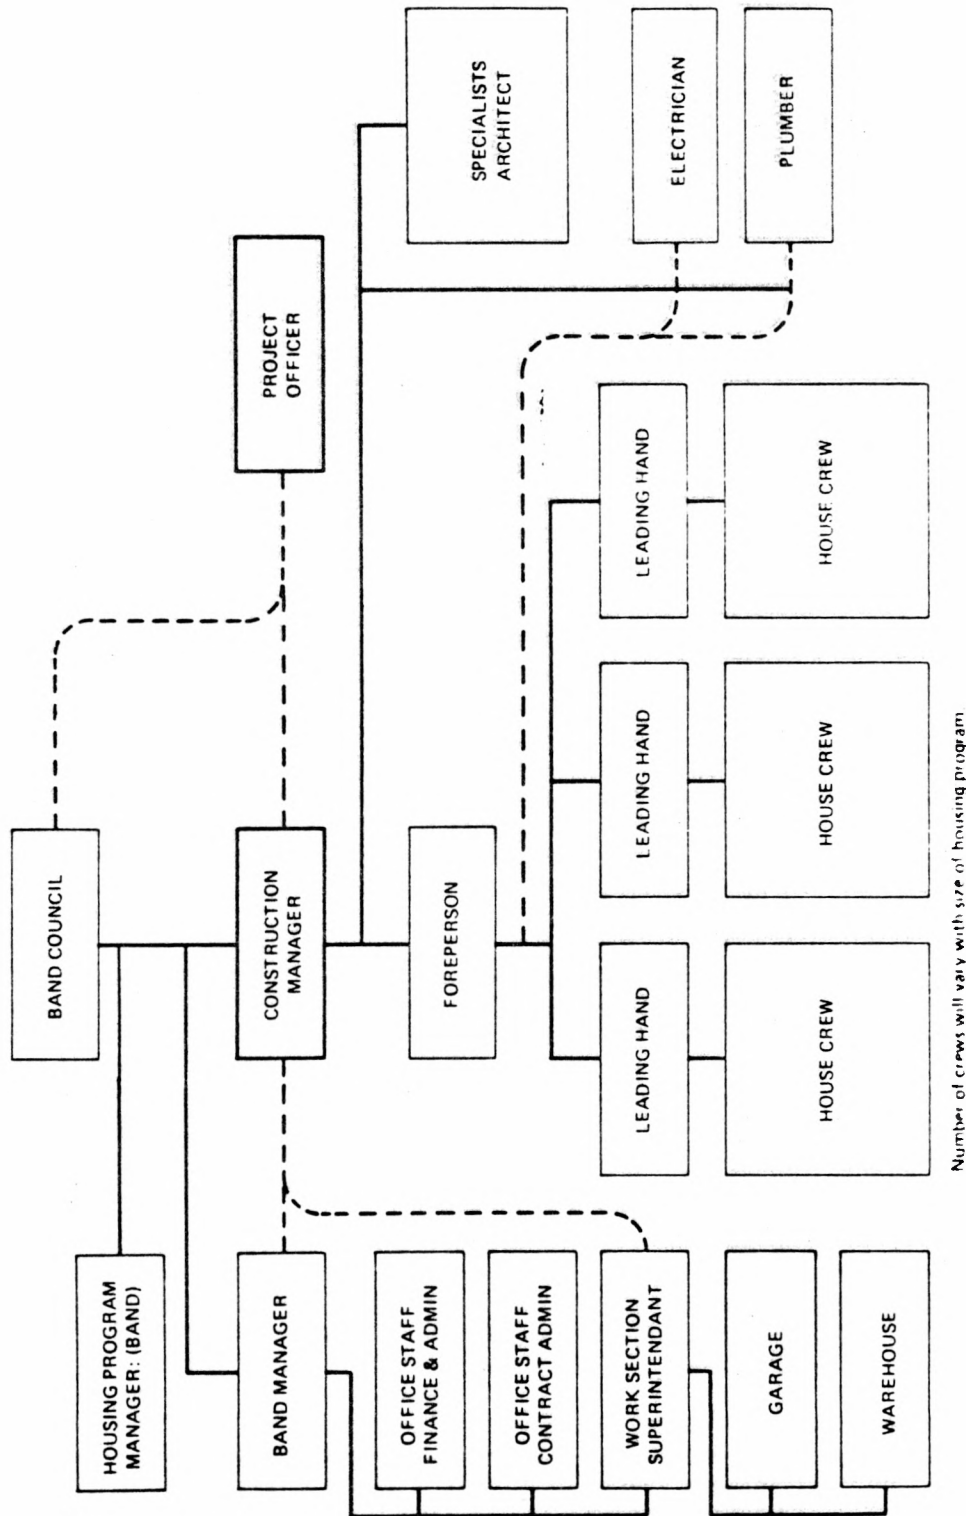 BAND COUNCIL
HOUSING PROGRAM
MANAGER: (BAND)
BAND MANAGER
CONSTRUCTION
MANAGER
PROJECT
OFFICER
OFFICE STAFF
FINANCE & ADMIN
OFFICE STAFF
CONTRACT ADMIN
WORK SECTION
SUPERINTENDANT
GARAGE
WAREHOUSE
FOREPERSON
SPECIALISTS
ARCHITECT
ELECTRICIAN
PLUMBER
LEADING HAND
LEADING HAND
LEADING HAND
HOUSE CREW
HOUSE CREW
HOUSE CREW
Number of crews will vary with size of housing program.